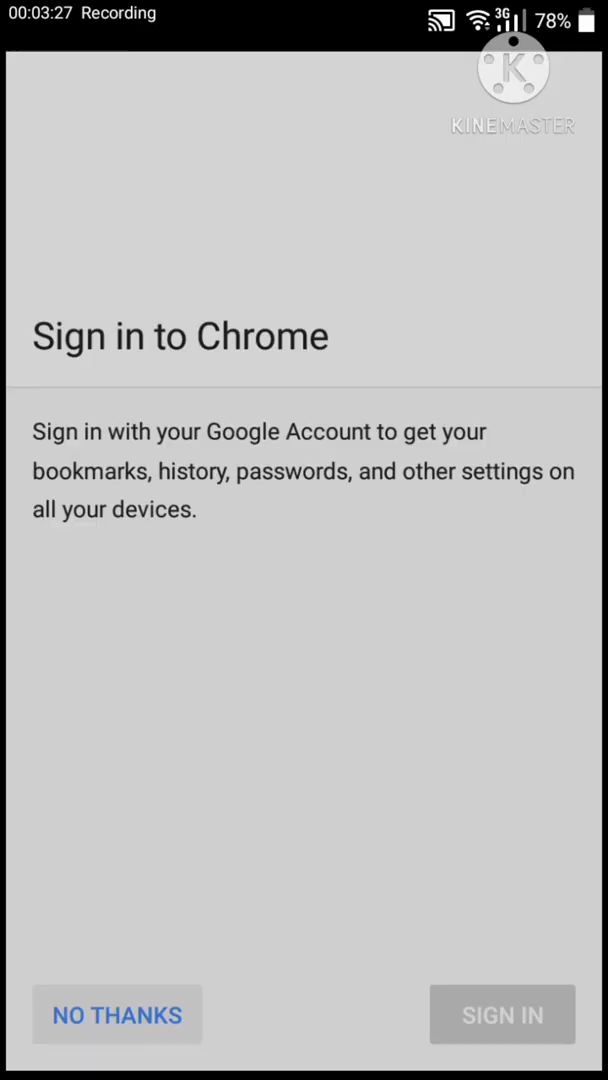 00:03:27 Recording
3G 78%
K
KINEMASTER
Sign in to Chrome
Sign in with your Google Account to get your
bookmarks, history, passwords, and other settings on
all your devices.
NO THANKS SIGN IN